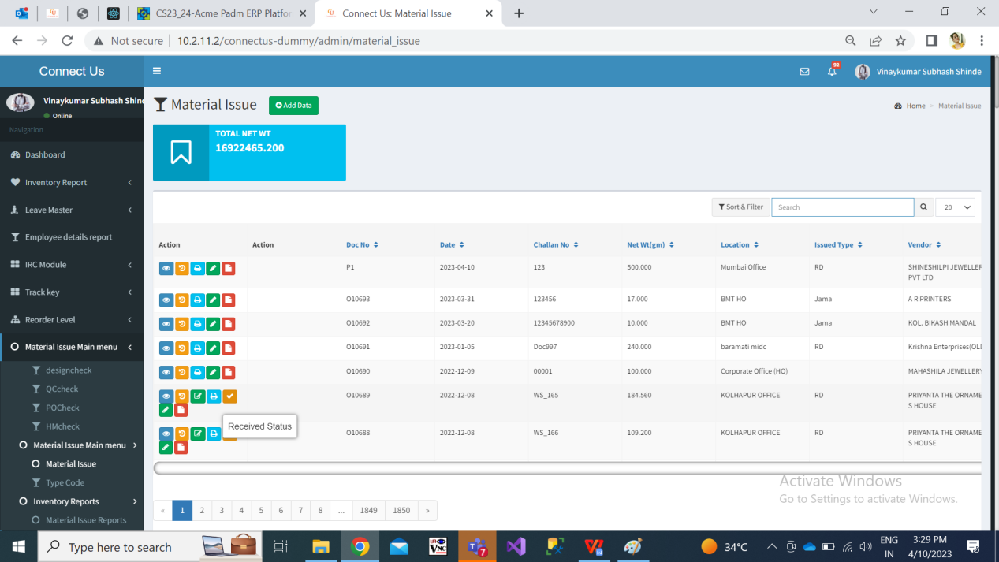 CS23_24-Acme Padm ERP Platfor
Connect Us: Material Issue
Not secure
10.2.11.2/connectus-dummy/admin/material_issue
Connect Us
92
Vinaykumar Subhash Shinde
Vinaykumar Subhash Shind
Online
Navigation
Dashboard
Inventory Report
Leave Master
Employee details report
IRC Module
Track key
Reorder Level
Material Issue Main menu
designcheck
QCcheck
POCheck
HMcheck
Material Issue Main menu
Material Issue
Type Code
Inventory Reports
Material Issue Reports
Material Issue
Add Data
Home > Material Issue
TOTAL NET WT
16922465.200
Sort & Filter
Search
20
Action Action Doc No Date Challan No Net Wt(gm) Location Issued Type Vendor
P1 2023-04-10 123 500.000 Mumbai Office RD SHINESHILPI JEWELLER
PVT LTD
O10693 2023-03-31 123456 17.000 BMT HO Jama A R PRINTERS
O10692 2023-03-20 12345678900 10.000 BMT HO Jama KOL. BIKASH MANDAL
O10691 2023-01-05 Doc997 240.000 baramati midc RD Krishna Enterprises(OLI
O10690 2022-12-09 00001 100.000 Corporate Office (HO) MAHASHILA JEWELLERY
O10689 2022-12-08 WS_165 184.560 KOLHAPUR OFFICE RD PRIYANTA THE ORNAME
S HOUSE
Received Status
O10688 2022-12-08 WS_166 109.200 KOLHAPUR OFFICE RD PRIYANTA THE ORNAME
S HOUSE
Activate Windows
Go to Settings to activate Windows.
« 1 2 3 4 5 6 7 8 ... 1849 1850 »
Type here to search
7
34°C
ENG
IN
3:29 PM
4/10/2023